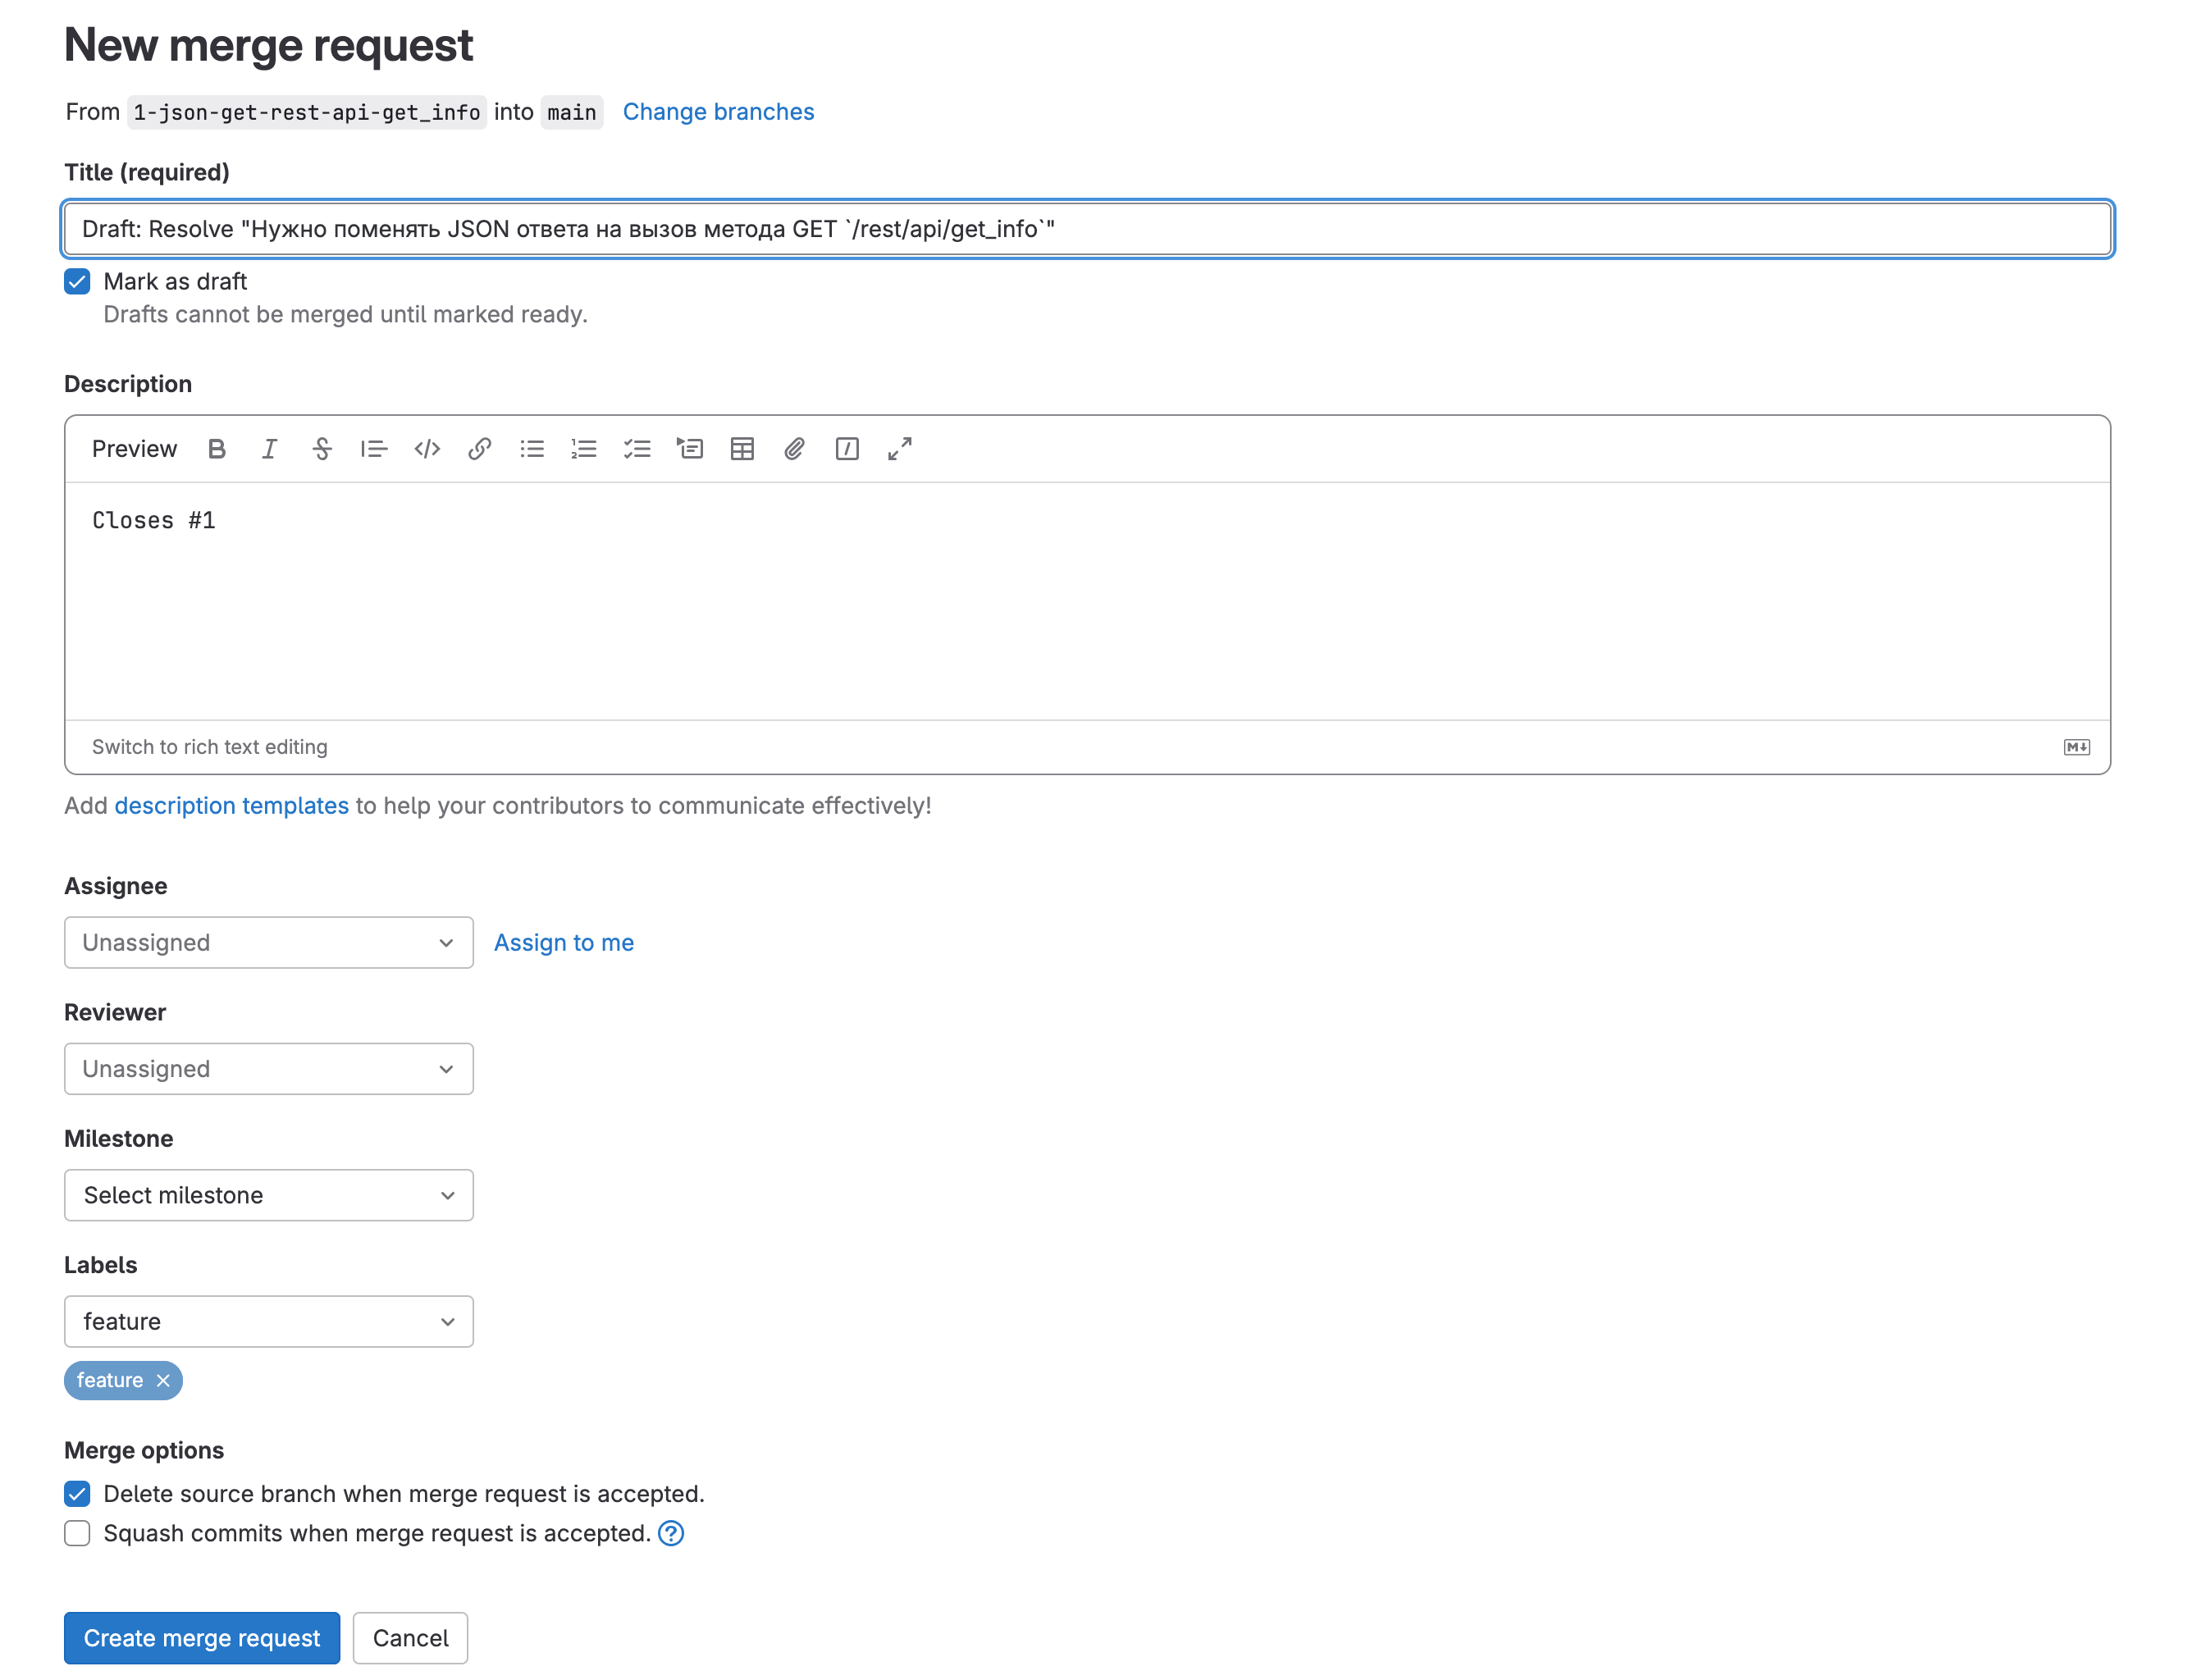 New merge request
From 1-json-get-rest-api-get_info into main Change branches
Title (required)
Draft: Resolve "Нужно поменять JSON ответа на вызов метода GET `/rest/api/get_info`"
Mark as draft
Drafts cannot be merged until marked ready.
Description
Preview
Closes #1
Switch to rich text editing
Add description templates to help your contributors to communicate effectively!
Assignee
Unassigned Assign to me
Reviewer
Unassigned
Milestone
Select milestone
Labels
feature
feature
Merge options
Delete source branch when merge request is accepted.
Squash commits when merge request is accepted.
Create merge request Cancel